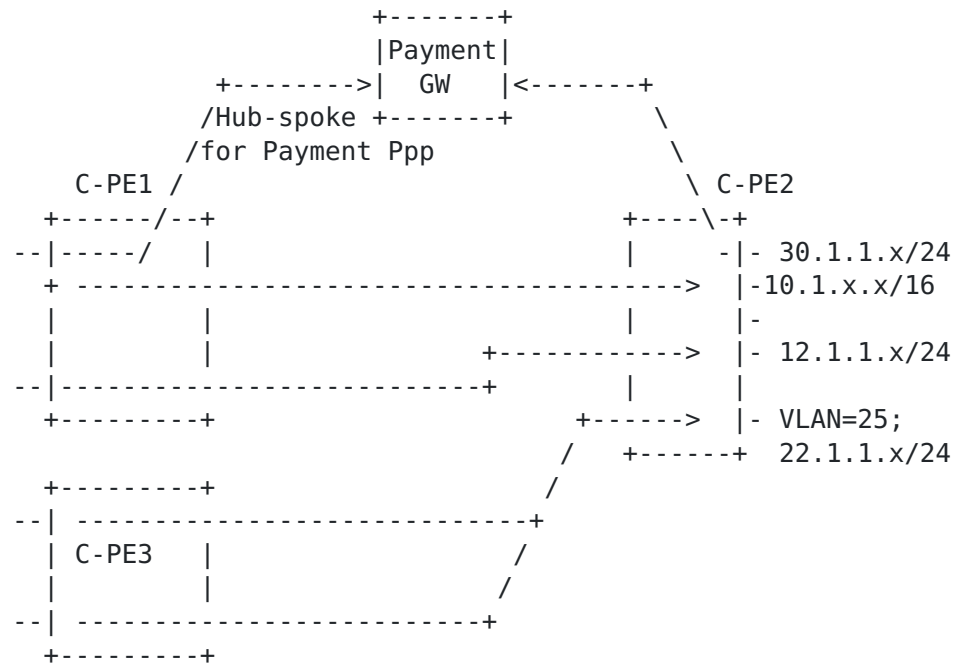 Payment
GW
Hub-spoke
for Payment Ppp
C-PE1
C-PE2
30.1.1.x/24
10.1.x.x/16
12.1.1.x/24
VLAN=25;
22.1.1.x/24
C-PE3